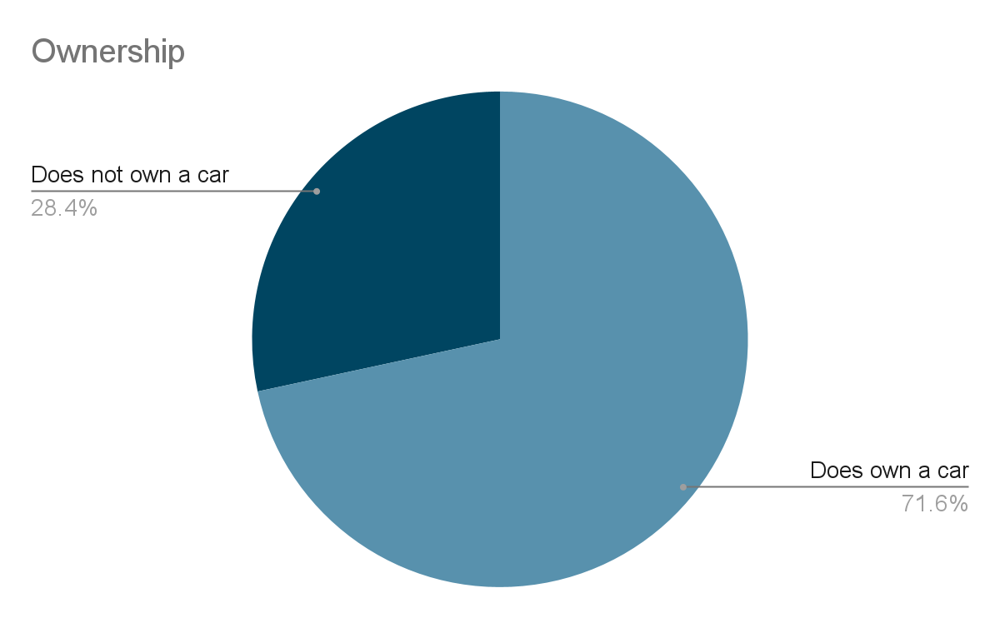 Ownership
Does not own a car
28.4%
Does own a car
71.6%